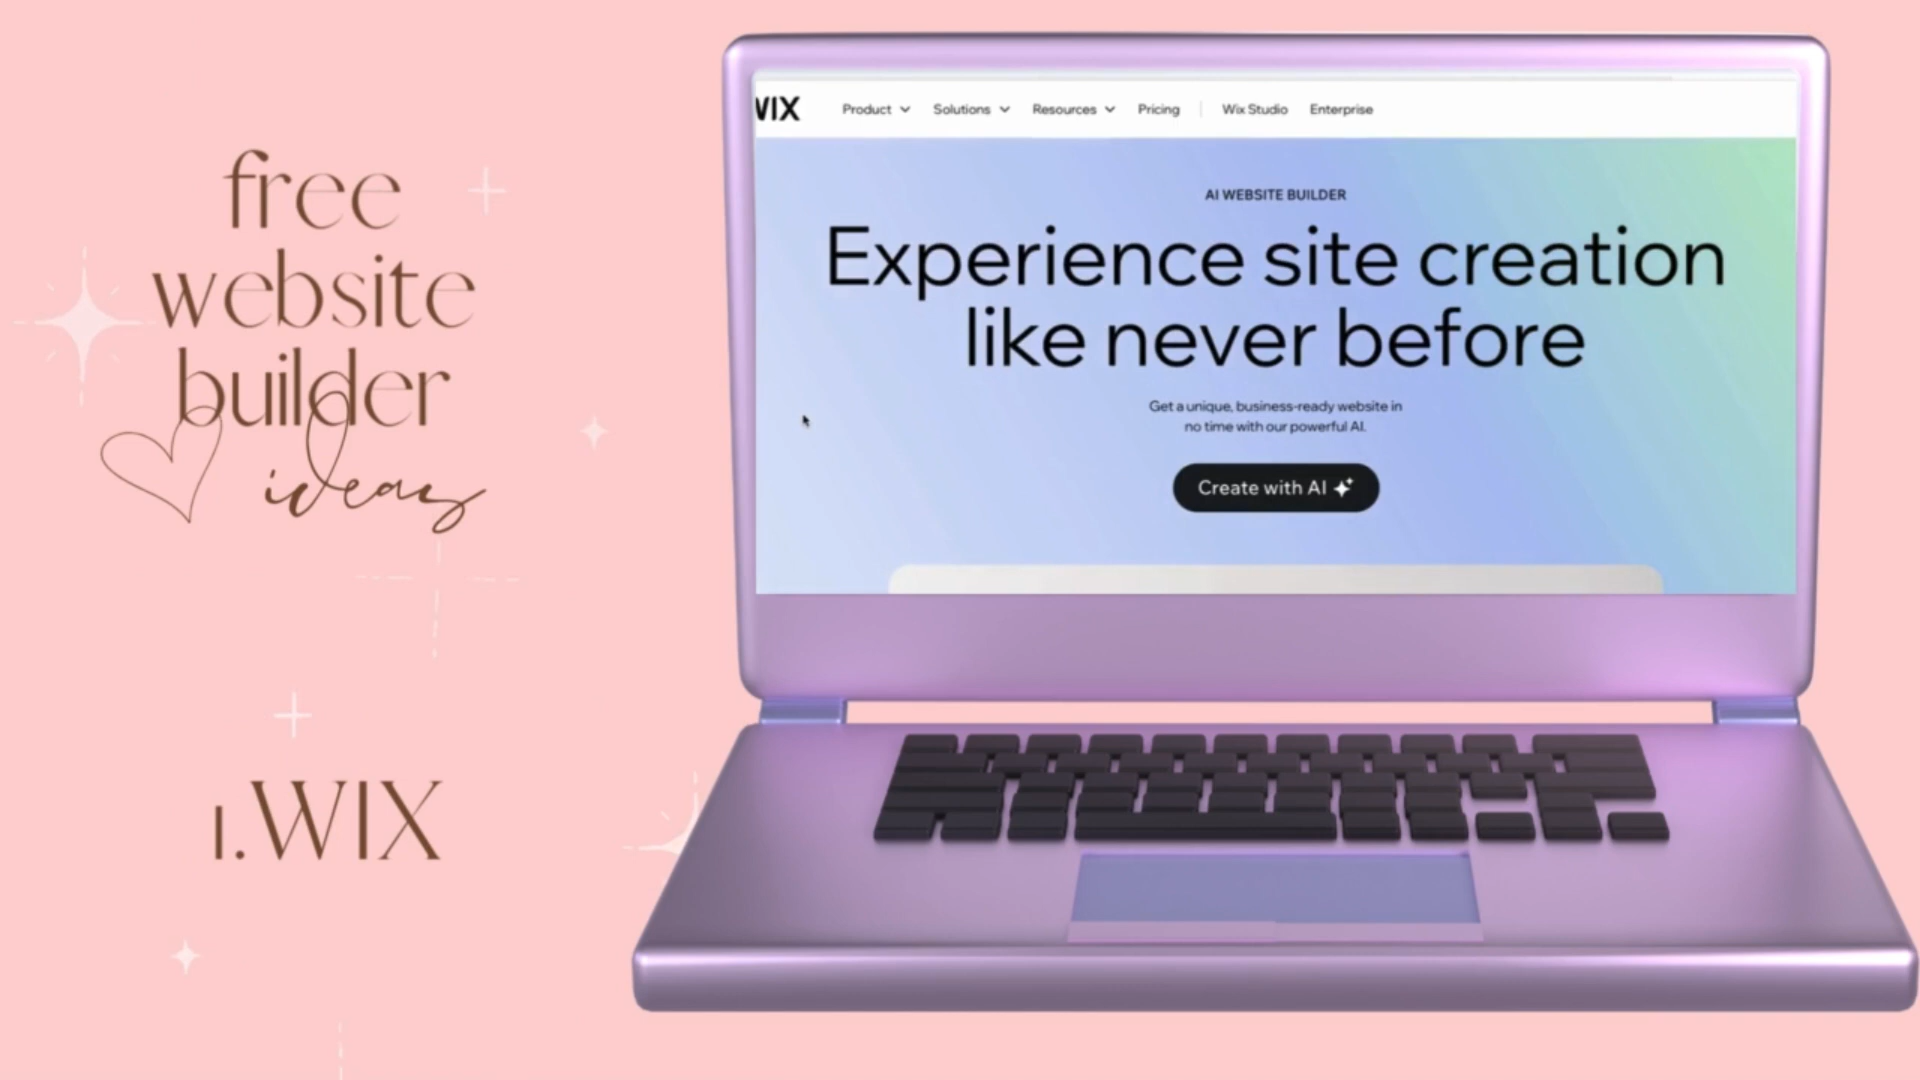 free
website
builder
ideas
1.WIX
WIX
Product
Solutions
Resources
Pricing
Wix Studio
Enterprise
AI WEBSITE BUILDER
Experience site creation
like never before
Get a unique, business-ready website in
no time with our powerful AI.
Create with AI